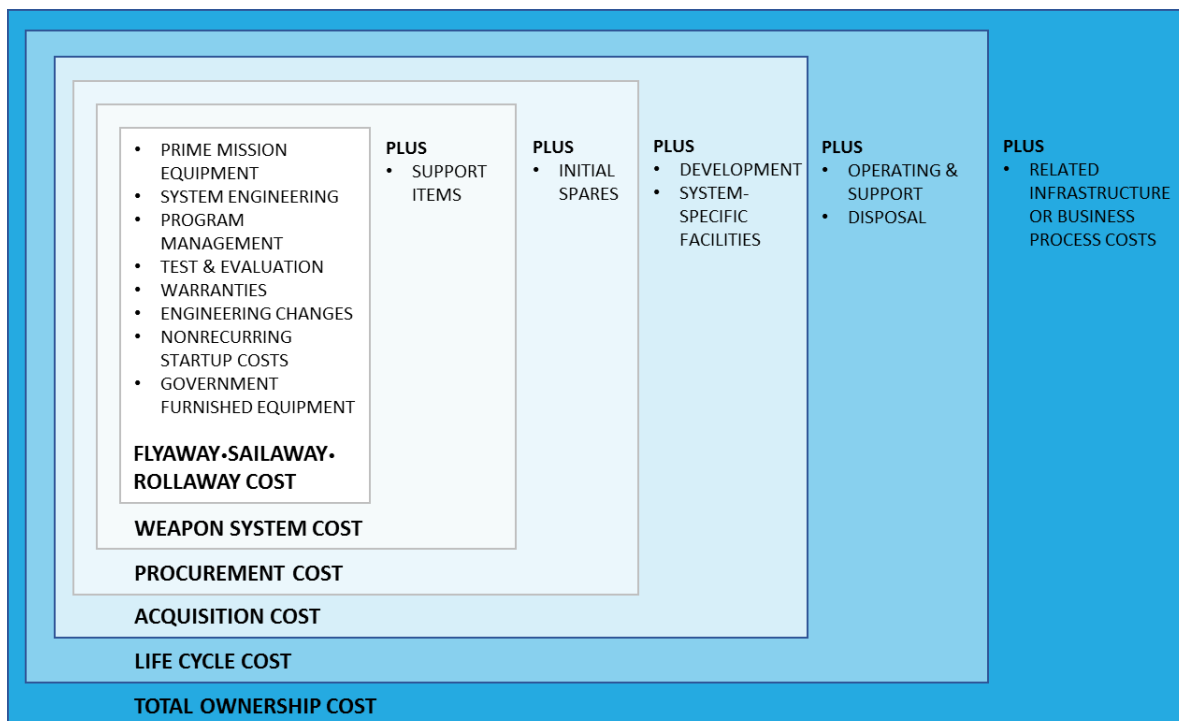 • PRIME MISSION
EQUIPMENT
• SYSTEM ENGINEERING
• PROGRAM
MANAGEMENT
• TEST & EVALUATION
• WARRANTIES
• ENGINEERING CHANGES
• NONRECURRING
STARTUP COSTS
• GOVERNMENT
FURNISHED EQUIPMENT
FLYAWAY•SAILAWAY•
ROLLAWAY COST
PLUS
• SUPPORT
ITEMS
WEAPON SYSTEM COST
PLUS
• INITIAL
SPARES
PROCUREMENT COST
PLUS
• DEVELOPMENT
• SYSTEM-
SPECIFIC
FACILITIES
ACQUISITION COST
PLUS
• OPERATING &
SUPPORT
• DISPOSAL
LIFE CYCLE COST
PLUS
• RELATED
INFRASTRUCTURE
OR BUSINESS
PROCESS COSTS
TOTAL OWNERSHIP COST